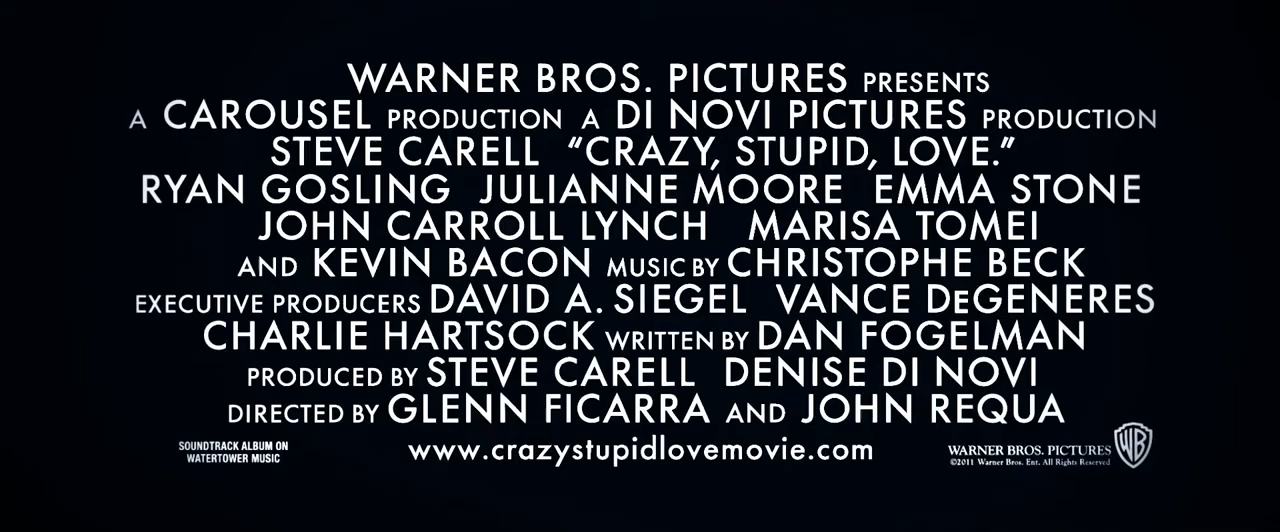 WARNER BROS. PICTURES PRESENTS
A CAROUSEL PRODUCTION A DI NOVI PICTURES PRODUCTION
STEVE CARELL "CRAZY, STUPID, LOVE."
RYAN GOSLING JULIANNE MOORE EMMA STONE
JOHN CARROLL LYNCH MARISA TOMEI
AND KEVIN BACON MUSIC BY CHRISTOPHE BECK
EXECUTIVE PRODUCERS DAVID A. SIEGEL VANCE DeGENERES
CHARLIE HARTSOCK WRITTEN BY DAN FOGELMAN
PRODUCED BY STEVE CARELL DENISE DI NOVI
DIRECTED BY GLENN FICARRA AND JOHN REQUA
SOUNDTRACK ALBUM ON
WATERTOWER MUSIC
www.crazystupidlovemovie.com
WARNER BROS. PICTURES
©2011 Warner Bros. Ent. All Rights Reserved
WB